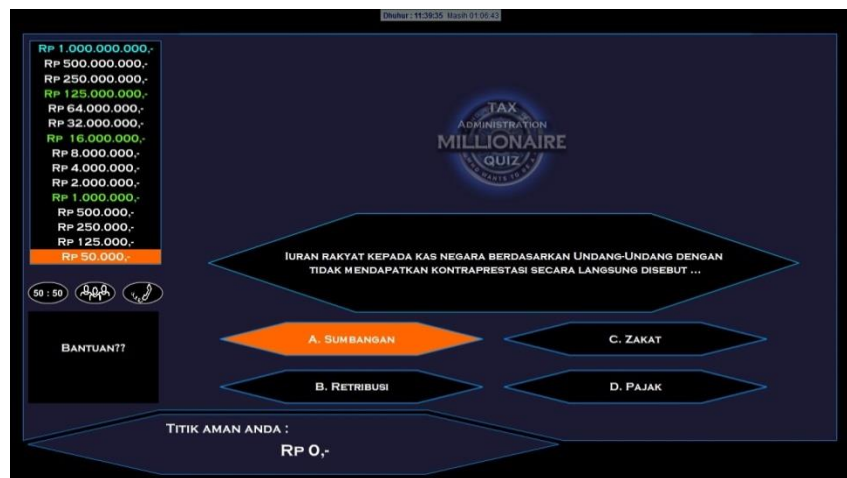 Dhuhur : 11:39:35 Masih 01:06:43
Rp 1.000.000.000,-
Rp 500.000.000,-
Rp 250.000.000,-
Rp 125.000.000,-
Rp 64.000.000,-
Rp 32.000.000,-
Rp 16.000.000,-
Rp 8.000.000,-
Rp 4.000.000,-
Rp 2.000.000,-
Rp 1.000.000,-
Rp 500.000,-
Rp 250.000,-
Rp 125.000,-
Rp 50.000,-
50 : 50
Bantuan??
Tax
Administration
Millionaire
Quiz
Who wants to be a
Iuran rakyat kepada kas negara berdasarkan Undang-Undang dengan
tidak mendapatkan kontraprestasi secara langsung disebut ...
A. Sumbangan
C. Zakat
B. Retribusi
D. Pajak
Titik aman anda :
Rp 0,-